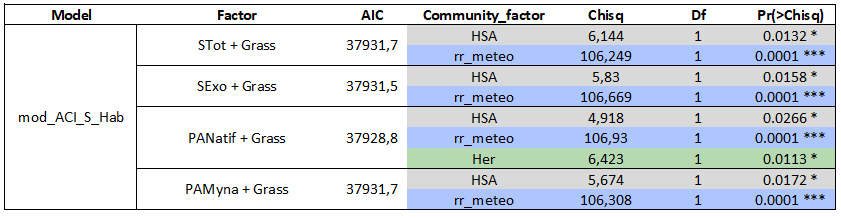 Model Factor AIC Community_factor Chisq Df Pr(>Chisq)
mod_ACI_S_Hab STot + Grass 37931,7 HSA 6,144 1 0.0132 *
rr_meteo 106,249 1 0.0001 ***
SExo + Grass 37931,5 HSA 5,83 1 0.0158 *
rr_meteo 106,669 1 0.0001 ***
PANatif + Grass 37928,8 HSA 4,918 1 0.0266 *
rr_meteo 106,93 1 0.0001 ***
Her 6,423 1 0.0113 *
PAMyna + Grass 37931,7 HSA 5,674 1 0.0172 *
rr_meteo 106,308 1 0.0001 ***